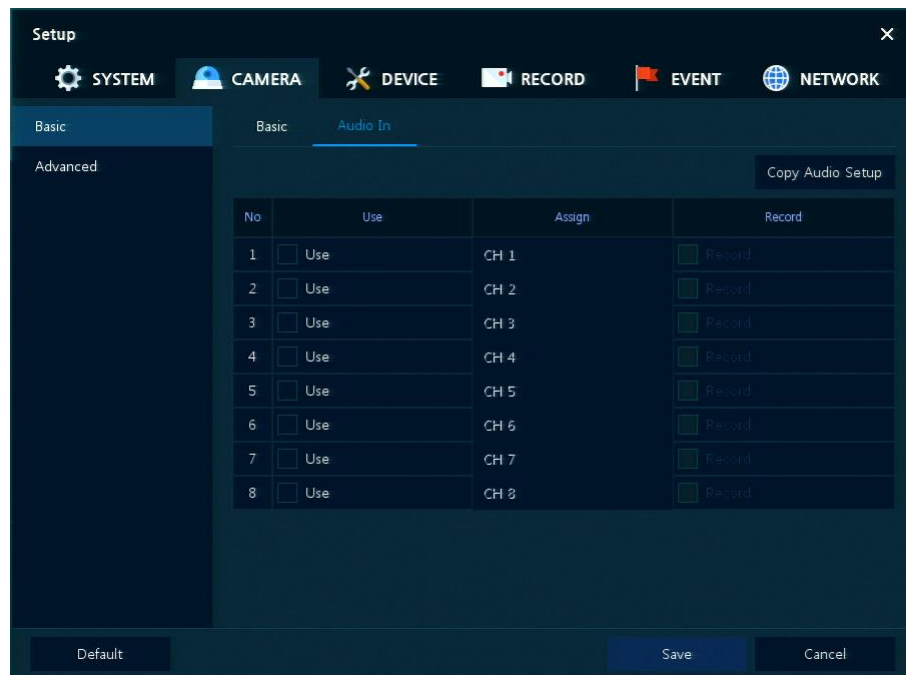 Setup
SYSTEM CAMERA DEVICE RECORD EVENT NETWORK
Basic
Advanced
Basic Audio In
Copy Audio Setup
No Use Assign Record
1 Use CH 1 Record
2 Use CH 2 Record
3 Use CH 3 Record
4 Use CH 4 Record
5 Use CH 5 Record
6 Use CH 6 Record
7 Use CH 7 Record
8 Use CH 8 Record
Default Save Cancel